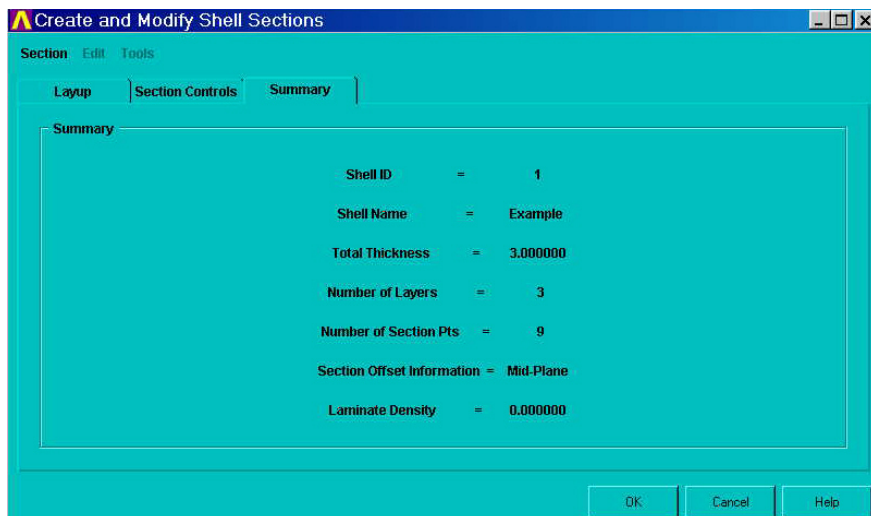 Create and Modify Shell Sections
Section Edit Tools
Layup Section Controls Summary
Summary
Shell ID = 1
Shell Name = Example
Total Thickness = 3.000000
Number of Layers = 3
Number of Section Pts = 9
Section Offset Information = Mid-Plane
Laminate Density = 0.000000
OK Cancel Help